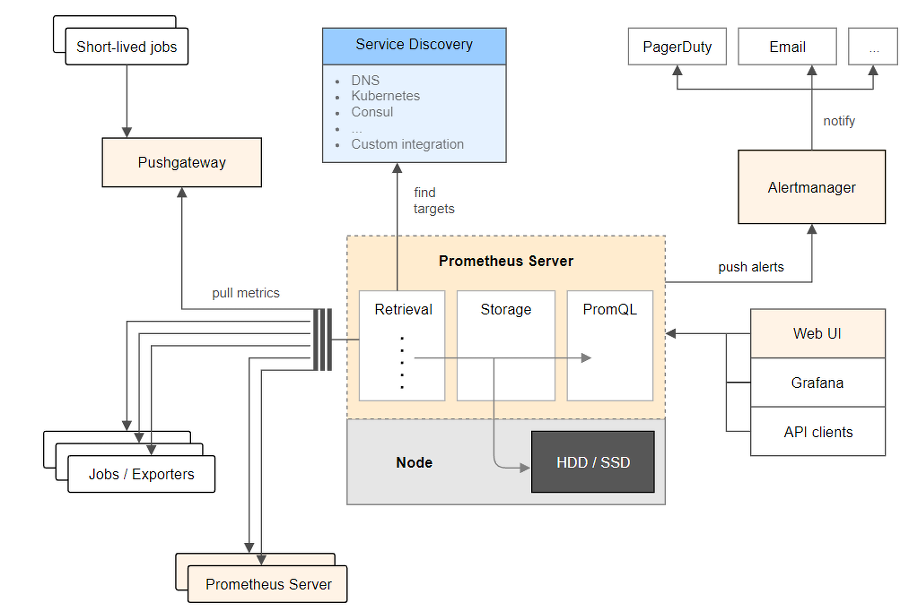 Short-lived jobs
Service Discovery
DNS
Kubernetes
Consul
...
Custom integration
PagerDuty
Email
...
notify
Pushgateway
Alertmanager
find
targets
push alerts
pull metrics
Prometheus Server
Retrieval
Storage
PromQL
Web UI
Grafana
API clients
Jobs / Exporters
Node
HDD / SSD
Prometheus Server